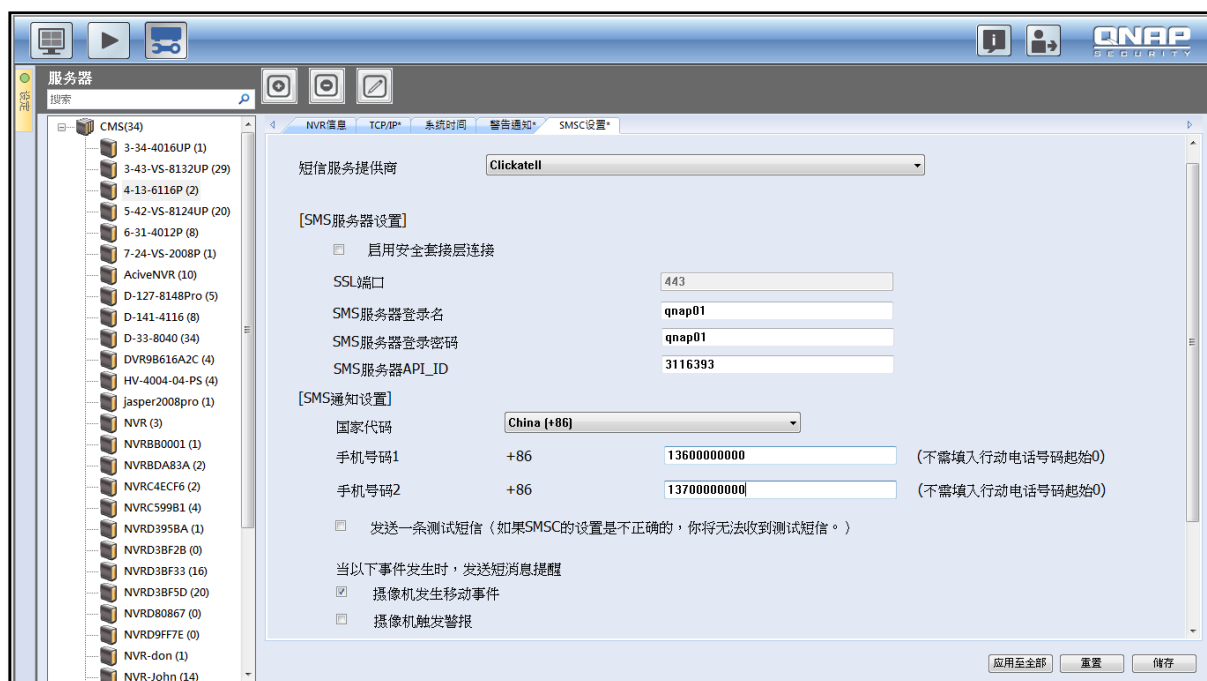 QNAP
SECURITY
服务器
搜索
CMS(34)
3-34-4016UP (1)
3-43-VS-8132UP (29)
4-13-6116P (2)
5-42-VS-8124UP (20)
6-31-4012P (8)
7-24-VS-2008P (1)
AciveNVR (10)
D-127-8148Pro (5)
D-141-4116 (8)
D-33-8040 (34)
DVR9B616A2C (4)
HV-4004-04-PS (4)
jasper2008pro (1)
NVR (3)
NVRBB0001 (1)
NVRBDA83A (2)
NVRC4ECF6 (2)
NVRC599B1 (4)
NVRD395BA (1)
NVRD3BF2B (0)
NVRD3BF33 (16)
NVRD3BF5D (20)
NVRD80867 (0)
NVRD9FF7E (0)
NVR-don (1)
NVR-John (14)
NVR信息 TCP/IP* 系统时间 警告通知* SMSC设置*
短信服务提供商 Clickatell
[SMS服务器设置]
启用安全套接层连接
SSL端口 443
SMS服务器登录名 qnap01
SMS服务器登录密码 qnap01
SMS服务器API_ID 3116393
[SMS通知设置]
国家代码 China (+86)
手机号码1 +86 13600000000 (不需填入行动电话号码起始0)
手机号码2 +86 13700000000 (不需填入行动电话号码起始0)
发送一条测试短信（如果SMSC的设置是不正确的，你将无法收到测试短信。）
当以下事件发生时，发送短消息提醒
摄像机发生移动事件
摄像机触发警报
应用至全部 重置 储存